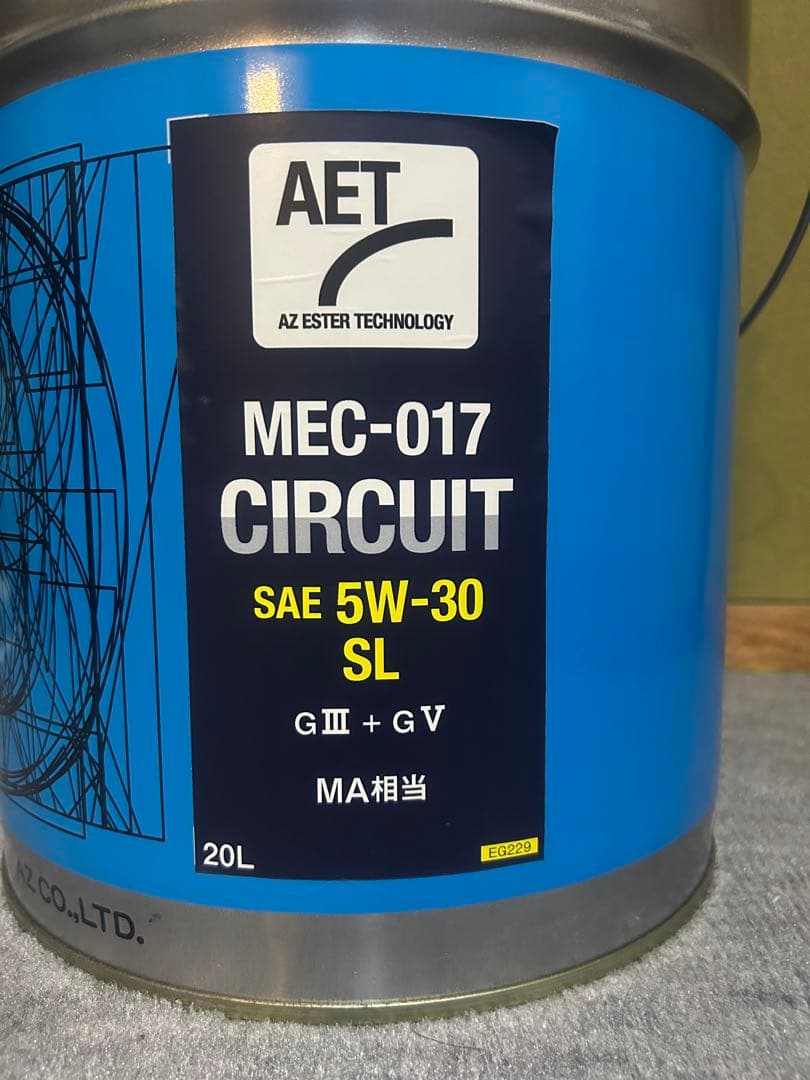 AET
AZ ESTER TECHNOLOGY
MEC-017
CIRCUIT
SAE 5W-30
SL
GⅢ + GⅤ
MA相当
20L
EG229
AZ CO.,LTD.